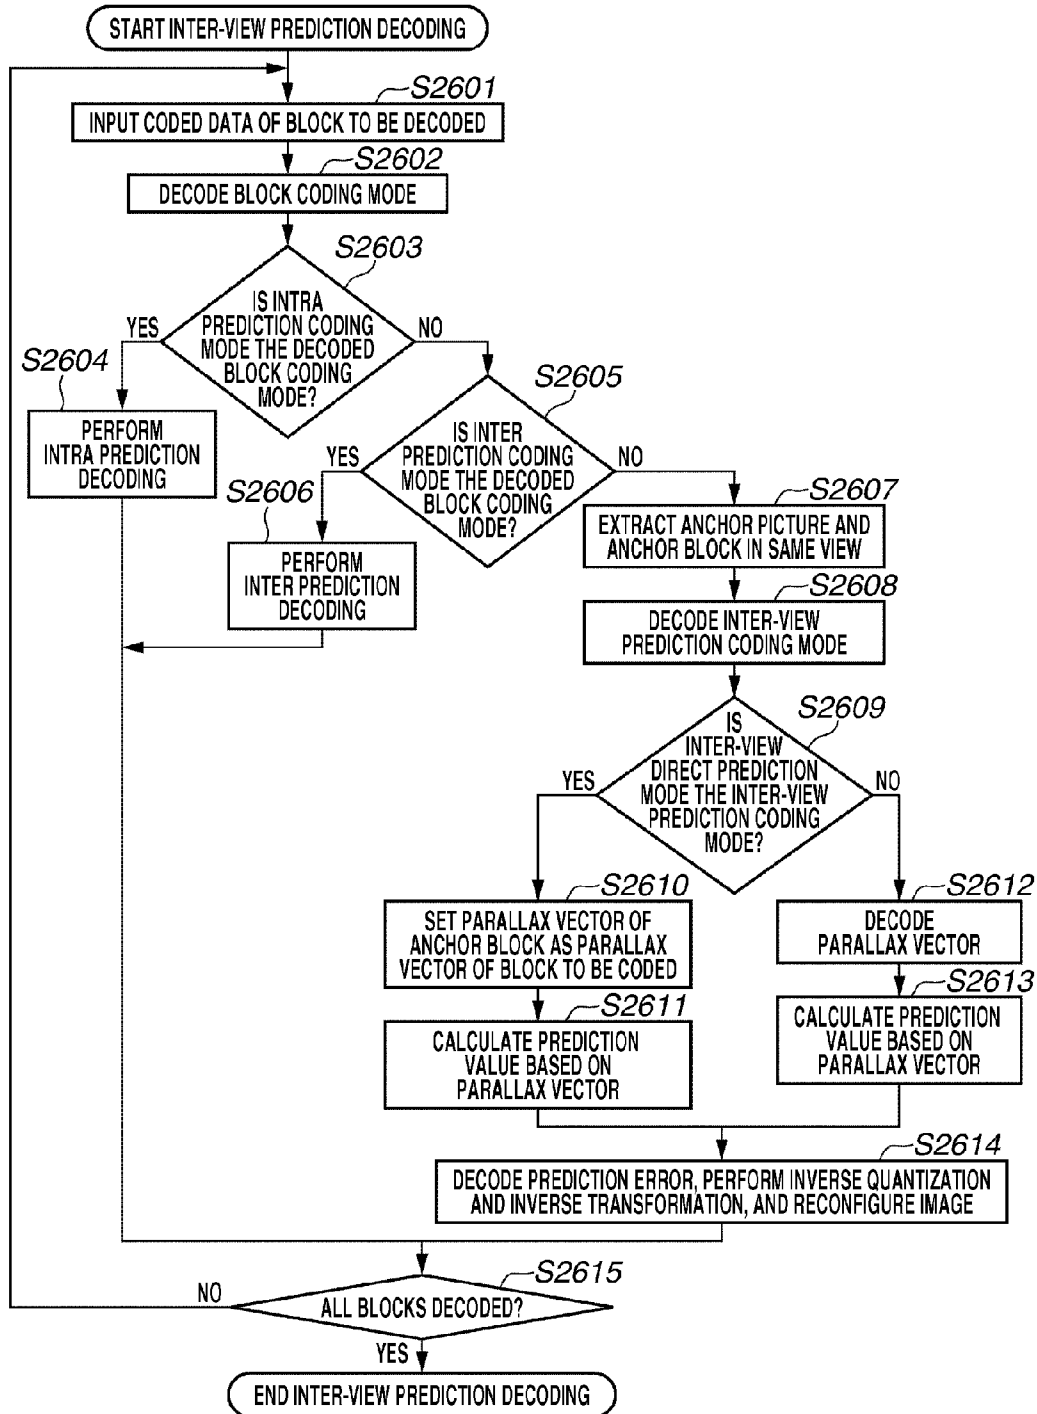 START INTER-VIEW PREDICTION DECODING
S2601
INPUT CODED DATA OF BLOCK TO BE DECODED
S2602
DECODE BLOCK CODING MODE
S2603
IS INTRA
PREDICTION CODING
MODE THE DECODED
BLOCK CODING
MODE?
YES
NO
S2604
PERFORM
INTRA PREDICTION
DECODING
S2605
IS INTER
PREDICTION CODING
MODE THE DECODED
BLOCK CODING
MODE?
YES
NO
S2606
PERFORM
INTER PREDICTION
DECODING
S2607
EXTRACT ANCHOR PICTURE AND
ANCHOR BLOCK IN SAME VIEW
S2608
DECODE INTER-VIEW
PREDICTION CODING MODE
S2609
IS
INTER-VIEW
DIRECT PREDICTION
MODE THE INTER-VIEW
PREDICTION CODING
MODE?
YES
NO
S2610
SET PARALLAX VECTOR OF
ANCHOR BLOCK AS PARALLAX
VECTOR OF BLOCK TO BE CODED
S2611
CALCULATE PREDICTION
VALUE BASED ON
PARALLAX VECTOR
S2612
DECODE
PARALLAX VECTOR
S2613
CALCULATE PREDICTION
VALUE BASED ON
PARALLAX VECTOR
S2614
DECODE PREDICTION ERROR, PERFORM INVERSE QUANTIZATION
AND INVERSE TRANSFORMATION, AND RECONFIGURE IMAGE
S2615
ALL BLOCKS DECODED?
NO
YES
END INTER-VIEW PREDICTION DECODING